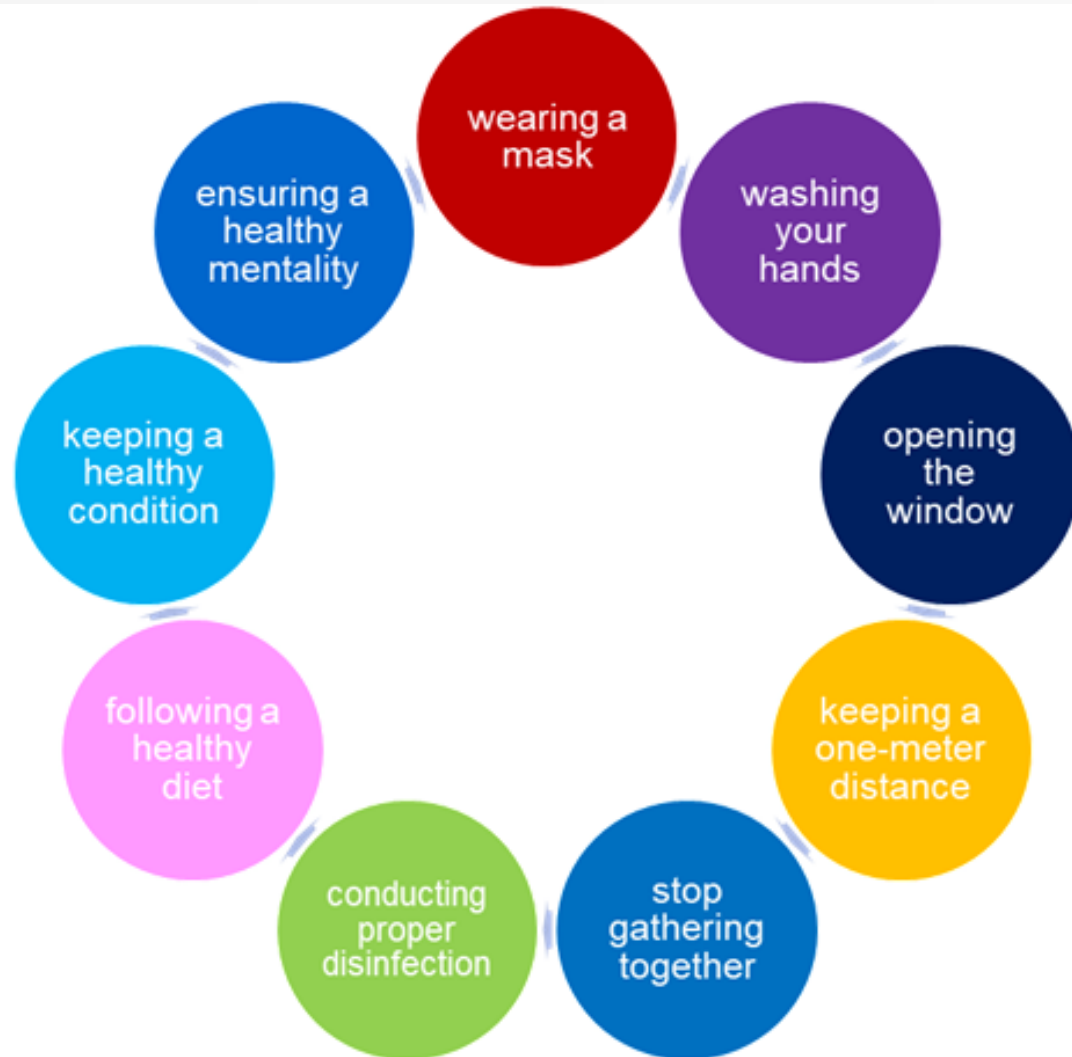 wearing a
mask
washing
your
hands
opening
the
window
keeping a
one-meter
distance
stop
gathering
together
conducting
proper
disinfection
following a
healthy
diet
keeping a
healthy
condition
ensuring a
healthy
mentality